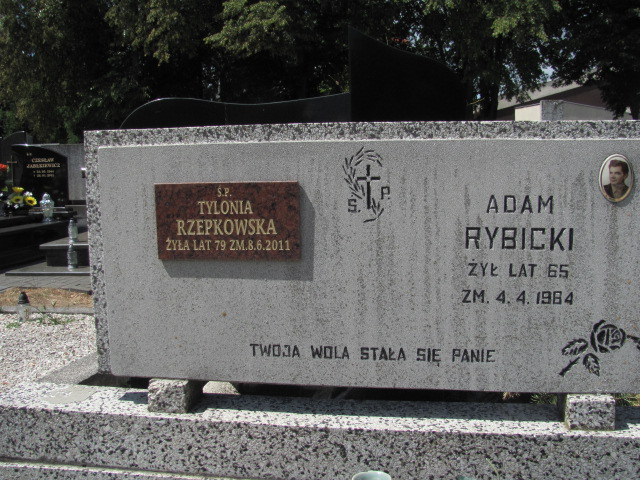 Ś.P.
TYLONIA
RZEPKOWSKA
ŻYŁA LAT 79 ZM.8.6.2011
Ś. P.
ADAM
RYBICKI
ŻYŁ LAT 65
ZM. 4. 4. 1984
TWOJA WOLA STAŁA SIĘ PANIE
CZESŁAW